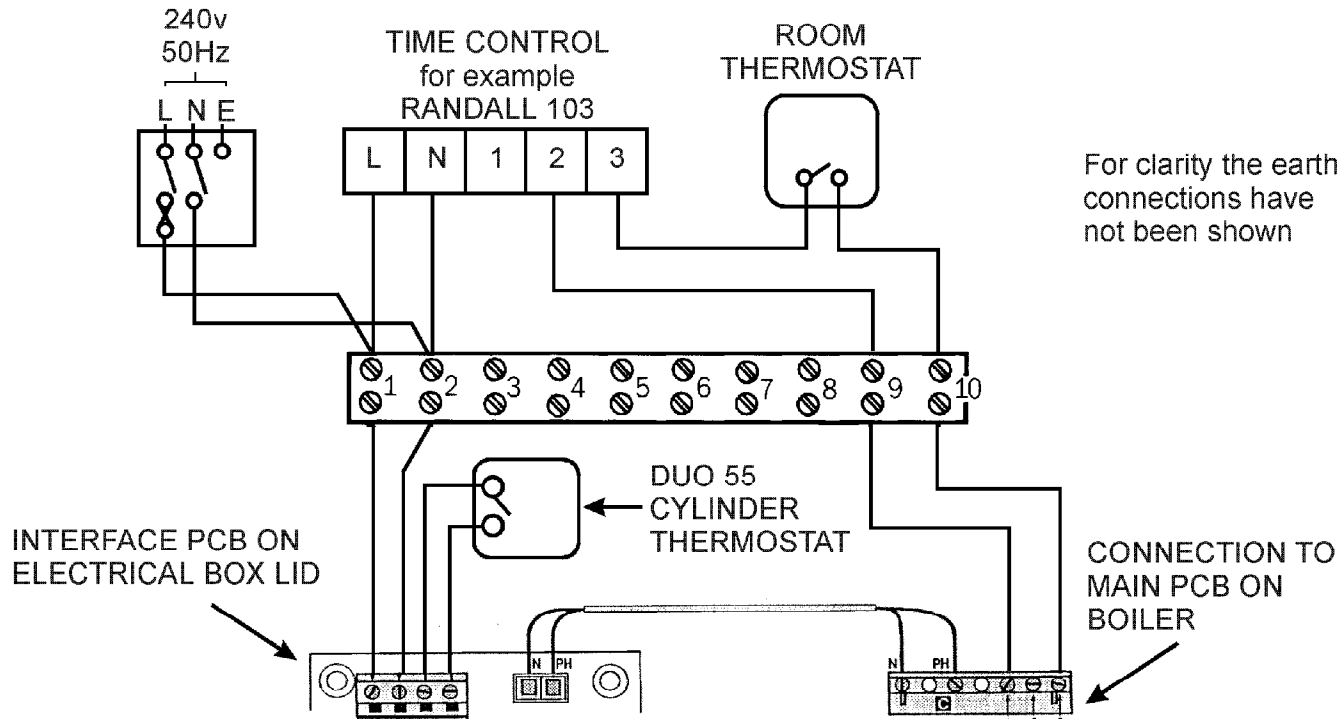 240v
50Hz
L N E
TIME CONTROL
for example
RANDALL 103
L N 1 2 3
ROOM
THERMOSTAT
For clarity the earth
connections have
not been shown
1 2 3 4 5 6 7 8 9 10
DUO 55
CYLINDER
THERMOSTAT
INTERFACE PCB ON
ELECTRICAL BOX LID
CONNECTION TO
MAIN PCB ON
BOILER
N PH
N PH
C